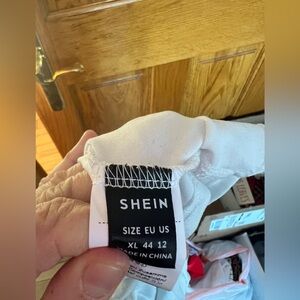 SHEIN
SIZE EU US
XL 44 12
MADE IN CHINA